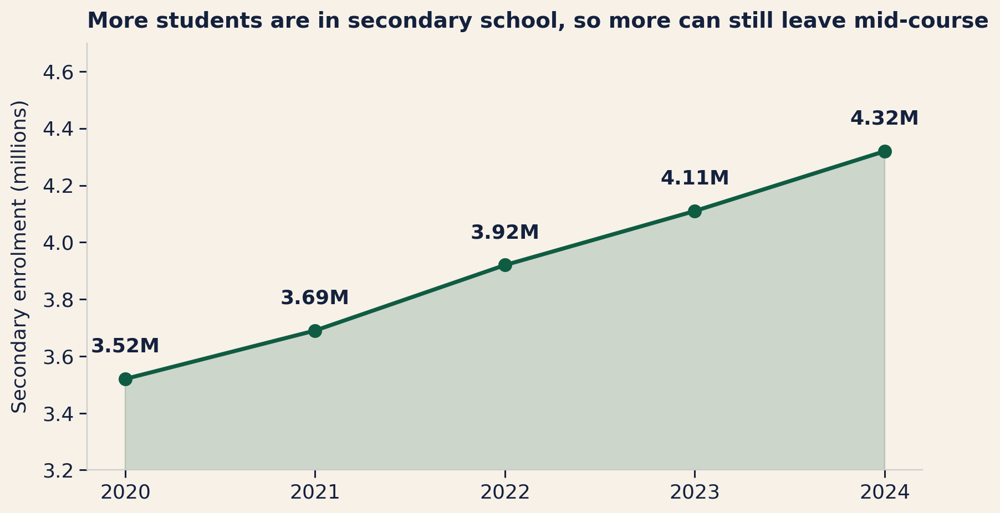 More students are in secondary school, so more can still leave mid-course
Secondary enrolment (millions)
4.6
4.4
4.2
4.0
3.8
3.6
3.4
3.2
3.52M
3.69M
3.92M
4.11M
4.32M
2020
2021
2022
2023
2024